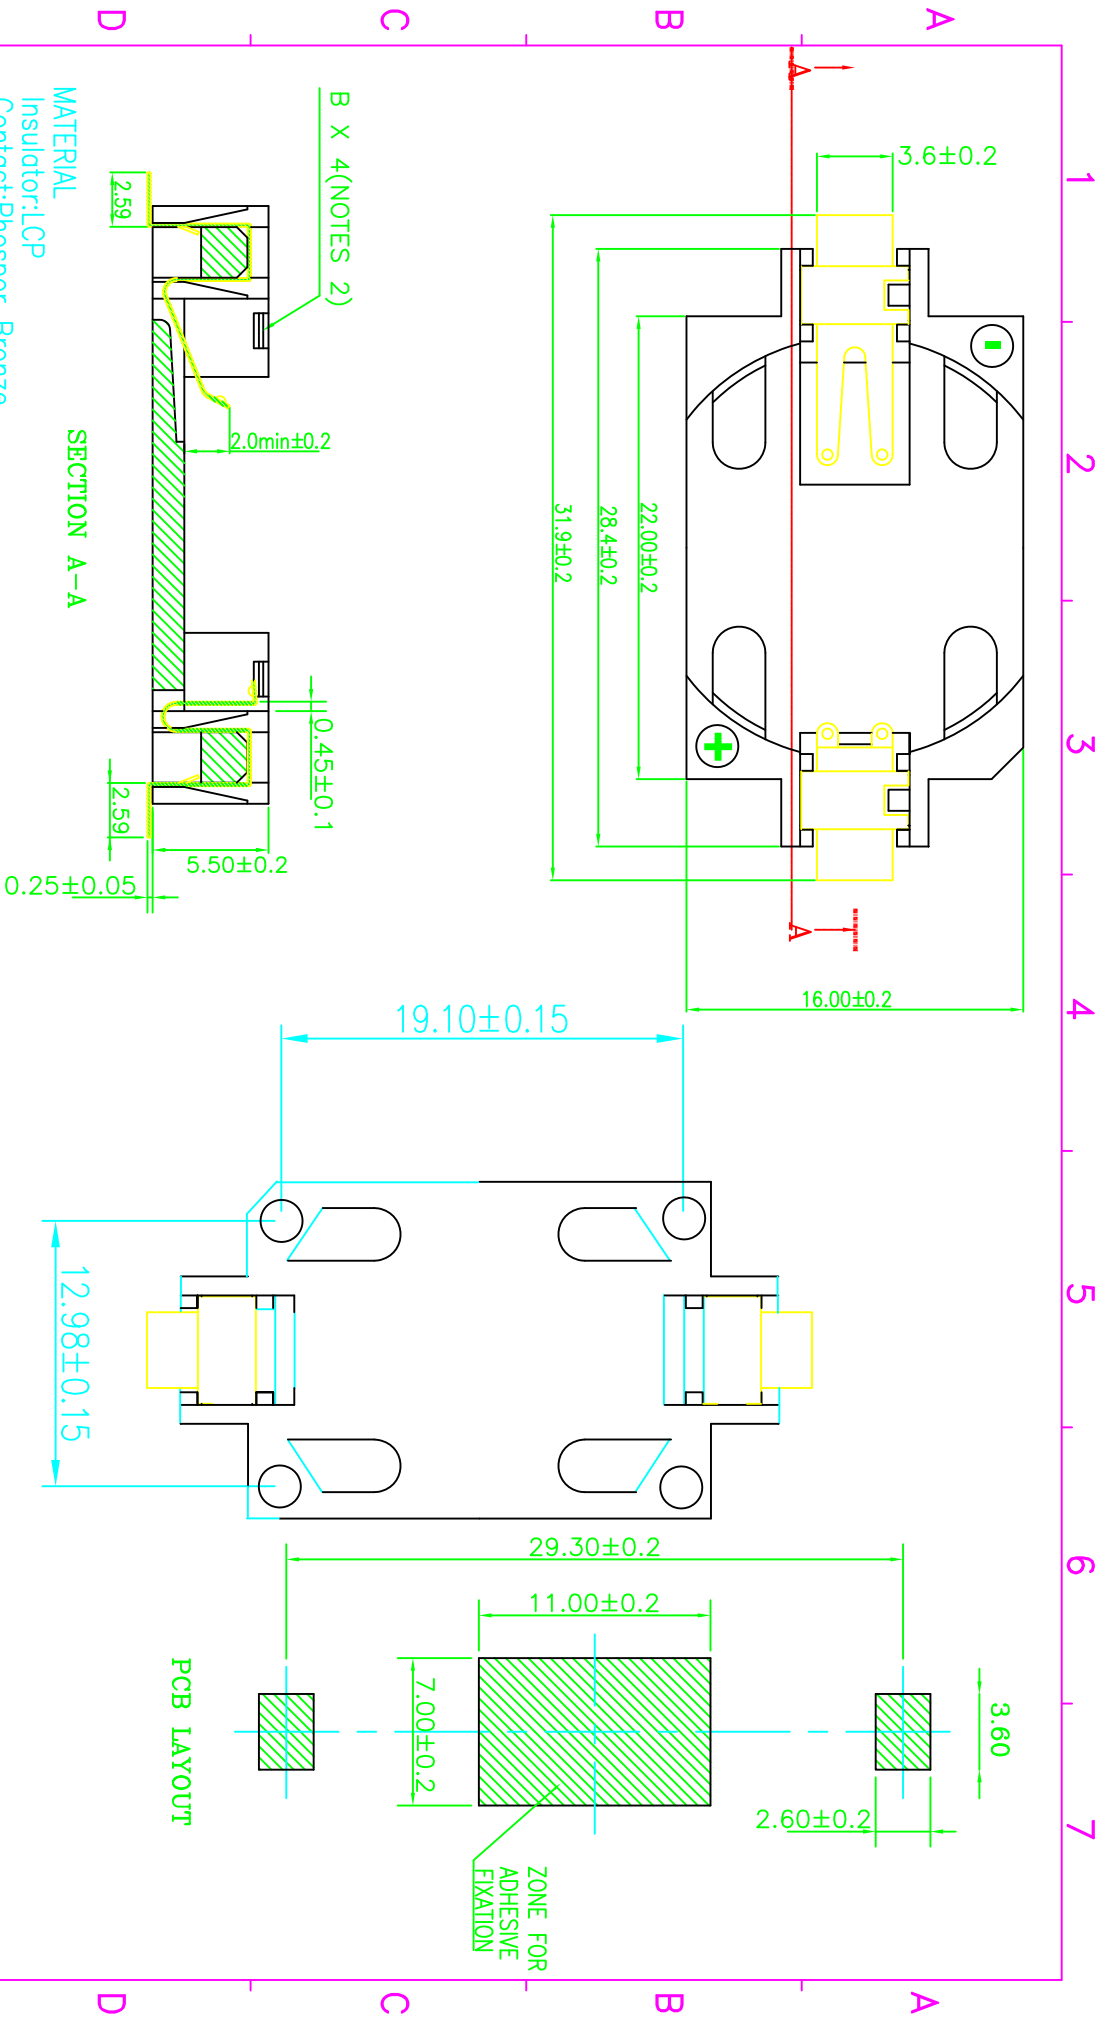 1
2
3
4
5
6
7
A
B
C
D
A
B
C
D
A
A
3.6±0.2
31.9±0.2
28.4±0.2
22.00±0.2
16.00±0.2
B X 4(NOTES 2)
2.59
2.0min±0.2
0.45±0.1
2.59
5.50±0.2
0.25±0.05
SECTION A-A
MATERIAL
Insulator:LCP
Contact:Phospor Bronze
19.10±0.15
12.98±0.15
29.30±0.2
11.00±0.2
7.00±0.2
3.60
2.60±0.2
ZONE FOR
ADHESIVE
FIXATION
PCB LAYOUT